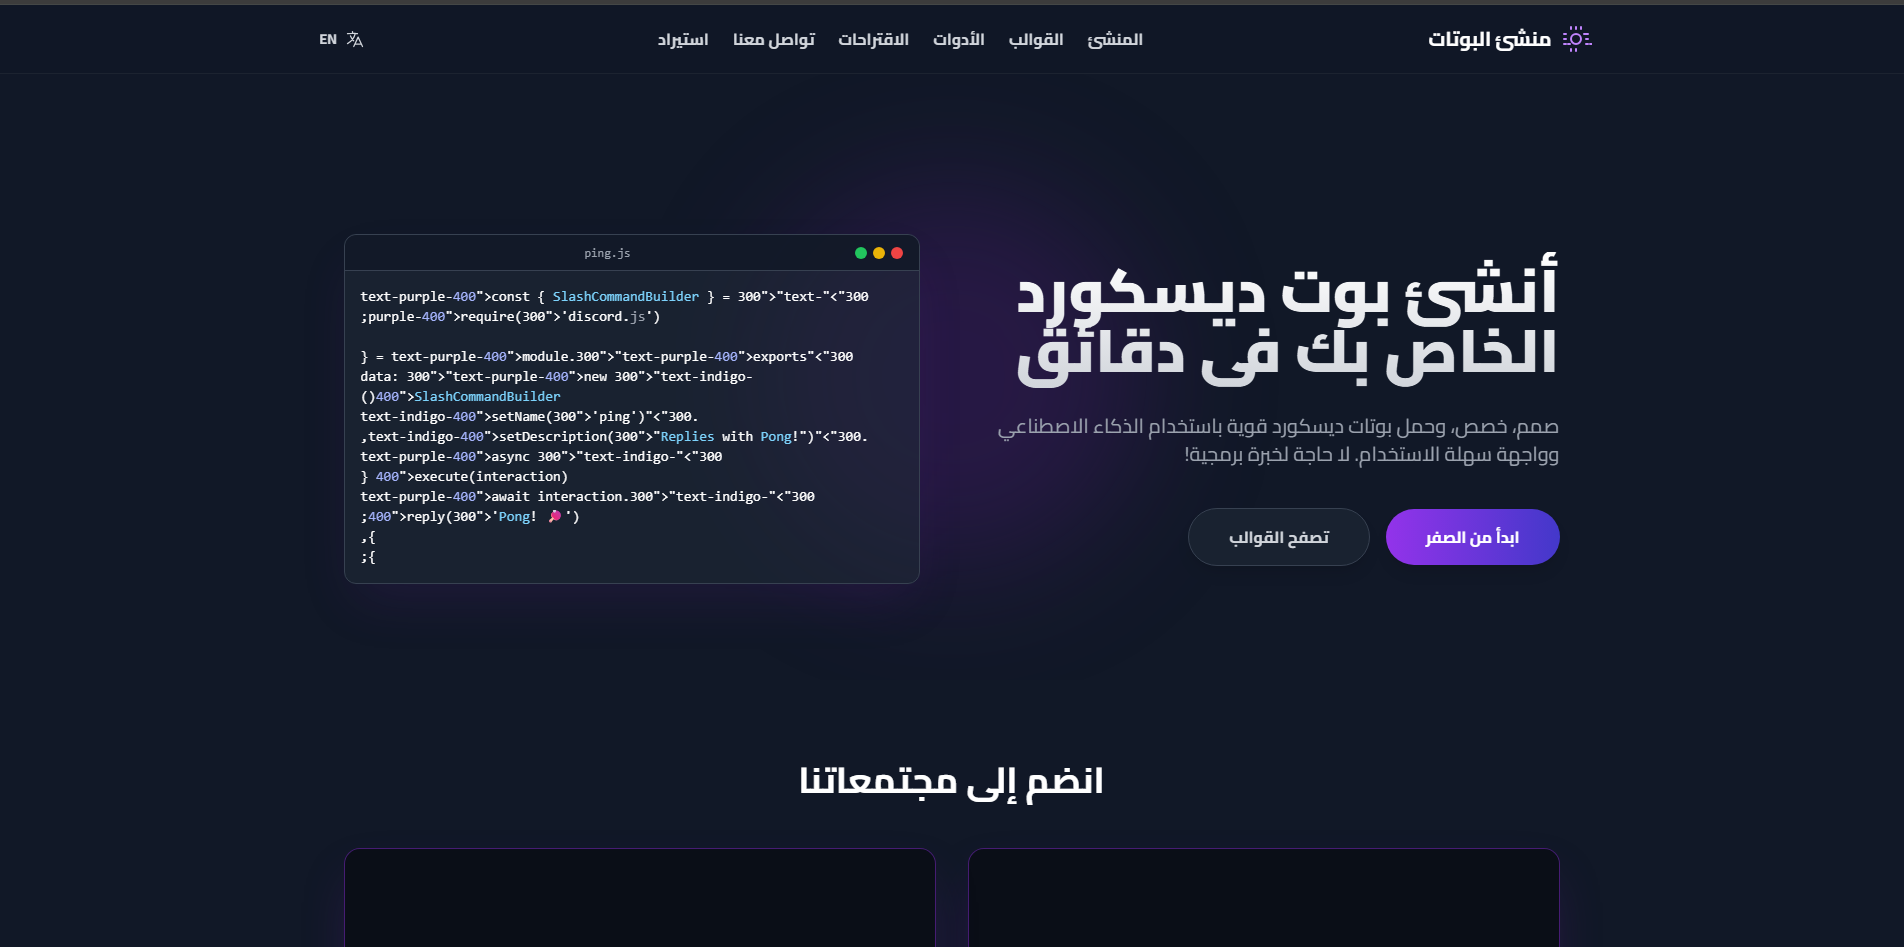 منشئ البوتات
المنشئ القوالب الأدوات الاقتراحات تواصل معنا استيراد
EN
أنشئ بوت ديسكورد
الخاص بك في دقائق
صمم، خصص، وحمل بوتات ديسكورد قوية باستخدام الذكاء الاصطناعي
وواجهة سهلة الاستخدام. لا حاجة لخبرة برمجية!
ابدأ من الصفر
تصفح القوالب
ping.js
text-purple-400">const { SlashCommandBuilder } = 300">"text-"<"300
;purple-400">require(300">'discord.js')
} = text-purple-400">module.300">"text-purple-400">exports"<"300
data: 300">"text-purple-400">new 300">"text-indigo-
()400">SlashCommandBuilder
text-indigo-400">setName(300">'ping')"<"300.
,text-indigo-400">setDescription(300">"Replies with Pong!")"<"300.
text-purple-400">async 300">"text-indigo-"<"300
} 400">execute(interaction)
text-purple-400">await interaction.300">"text-indigo-"<"300
;400">reply(300">'Pong! 🏓')
,{
;{
انضم إلى مجتمعاتنا